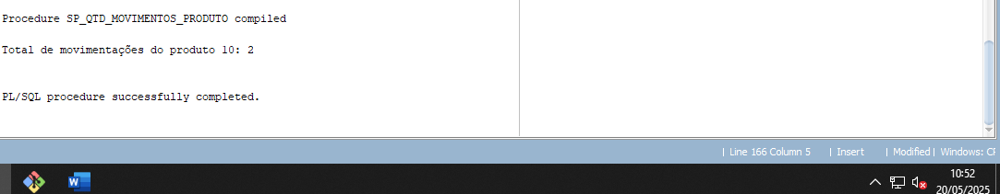 Procedure SP_QTD_MOVIMENTOS_PRODUTO compiled
Total de movimentações do produto 10: 2
PL/SQL procedure successfully completed.
| Line 166 Column 5 | Insert | Modified | Windows: CF
W
10:52
20/05/2025